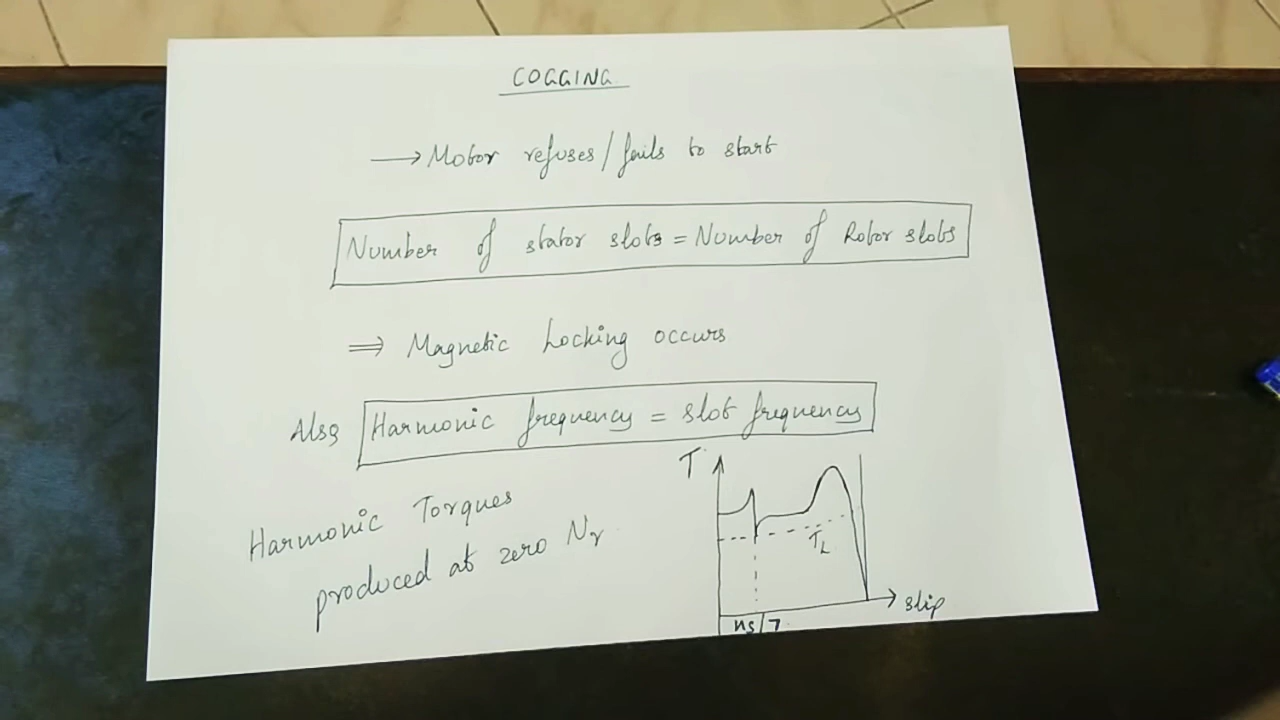 COGGING
→ Motor refuses/fails to start
Number of stator slots = Number of Rotor slots
⇒ Magnetic Locking occurs
Also Harmonic frequency = slot frequency
Harmonic Torques
produced at zero Nr
T
TL
slip
ns/7